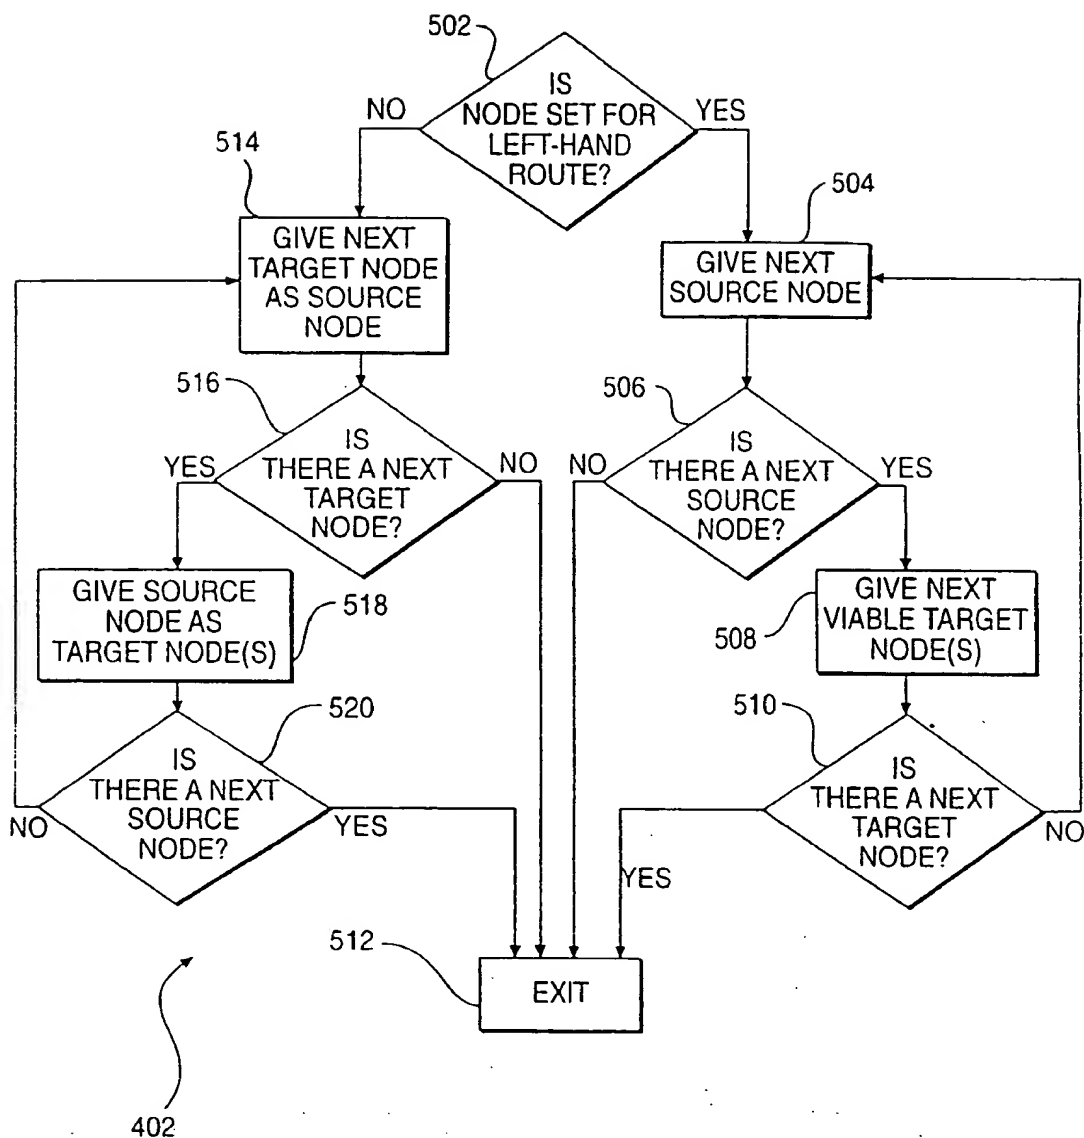 502
IS
NODE SET FOR
LEFT-HAND
ROUTE?
NO
YES
514
GIVE NEXT
TARGET NODE
AS SOURCE
NODE
504
GIVE NEXT
SOURCE NODE
516
IS
THERE A NEXT
TARGET
NODE?
YES
NO
506
IS
THERE A NEXT
SOURCE
NODE?
NO
YES
GIVE SOURCE
NODE AS
TARGET NODE(S)
518
508
GIVE NEXT
VIABLE TARGET
NODE(S)
520
IS
THERE A NEXT
SOURCE
NODE?
NO
YES
510
IS
THERE A NEXT
TARGET
NODE?
YES
NO
512
EXIT
402